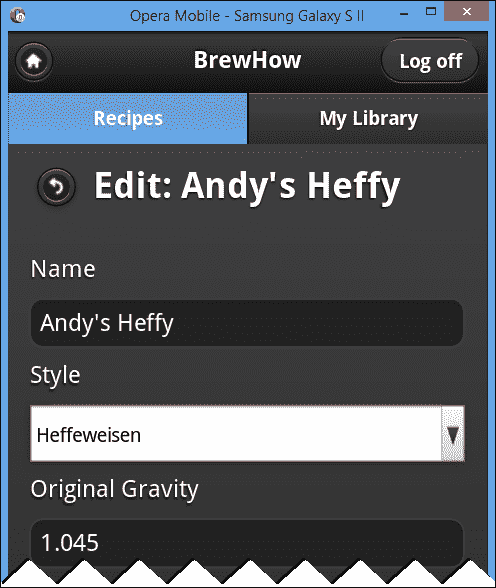 Opera Mobile - Samsung Galaxy S II
BrewHow
Log off
Recipes
My Library
Edit: Andy's Heffy
Name
Andy's Heffy
Style
Heffeweisen
Original Gravity
1.045